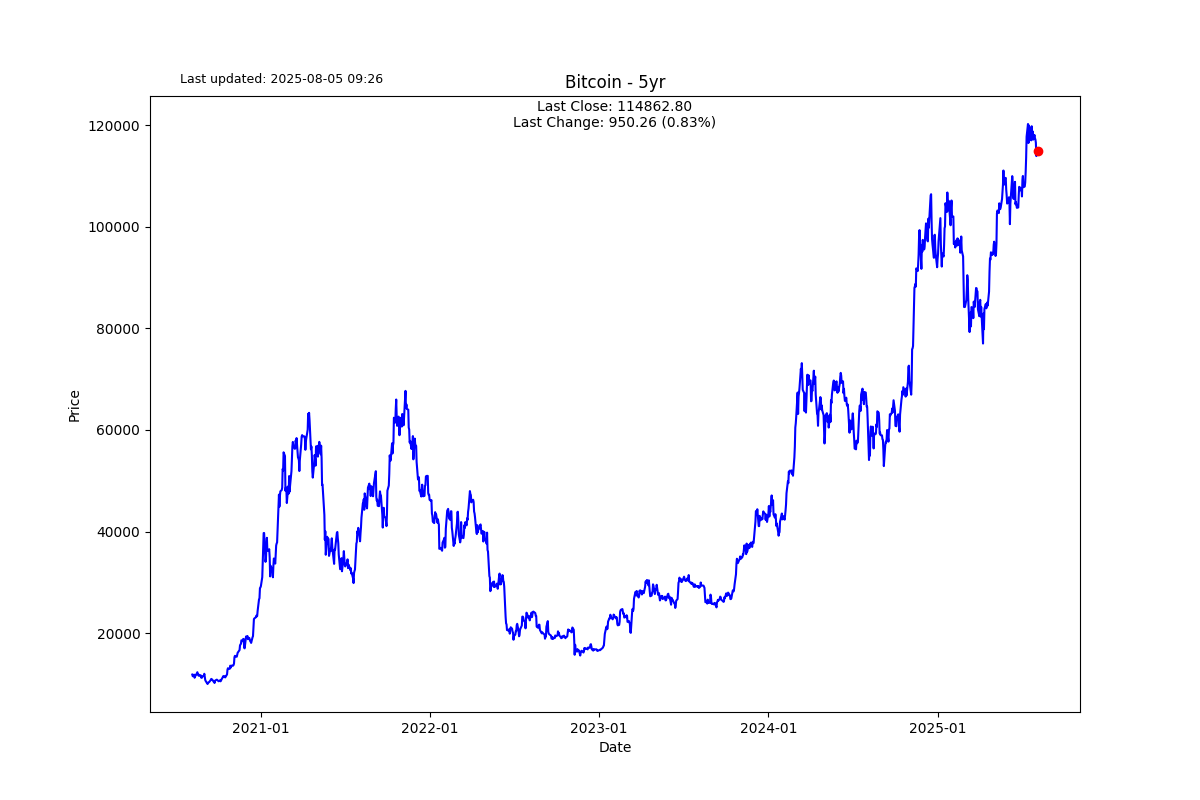 Last updated: 2025-08-05 09:26
Bitcoin - 5yr
Last Close: 114862.80
Last Change: 950.26 (0.83%)
120000
100000
80000
60000
40000
20000
Price
2021-01
2022-01
2023-01
2024-01
2025-01
Date